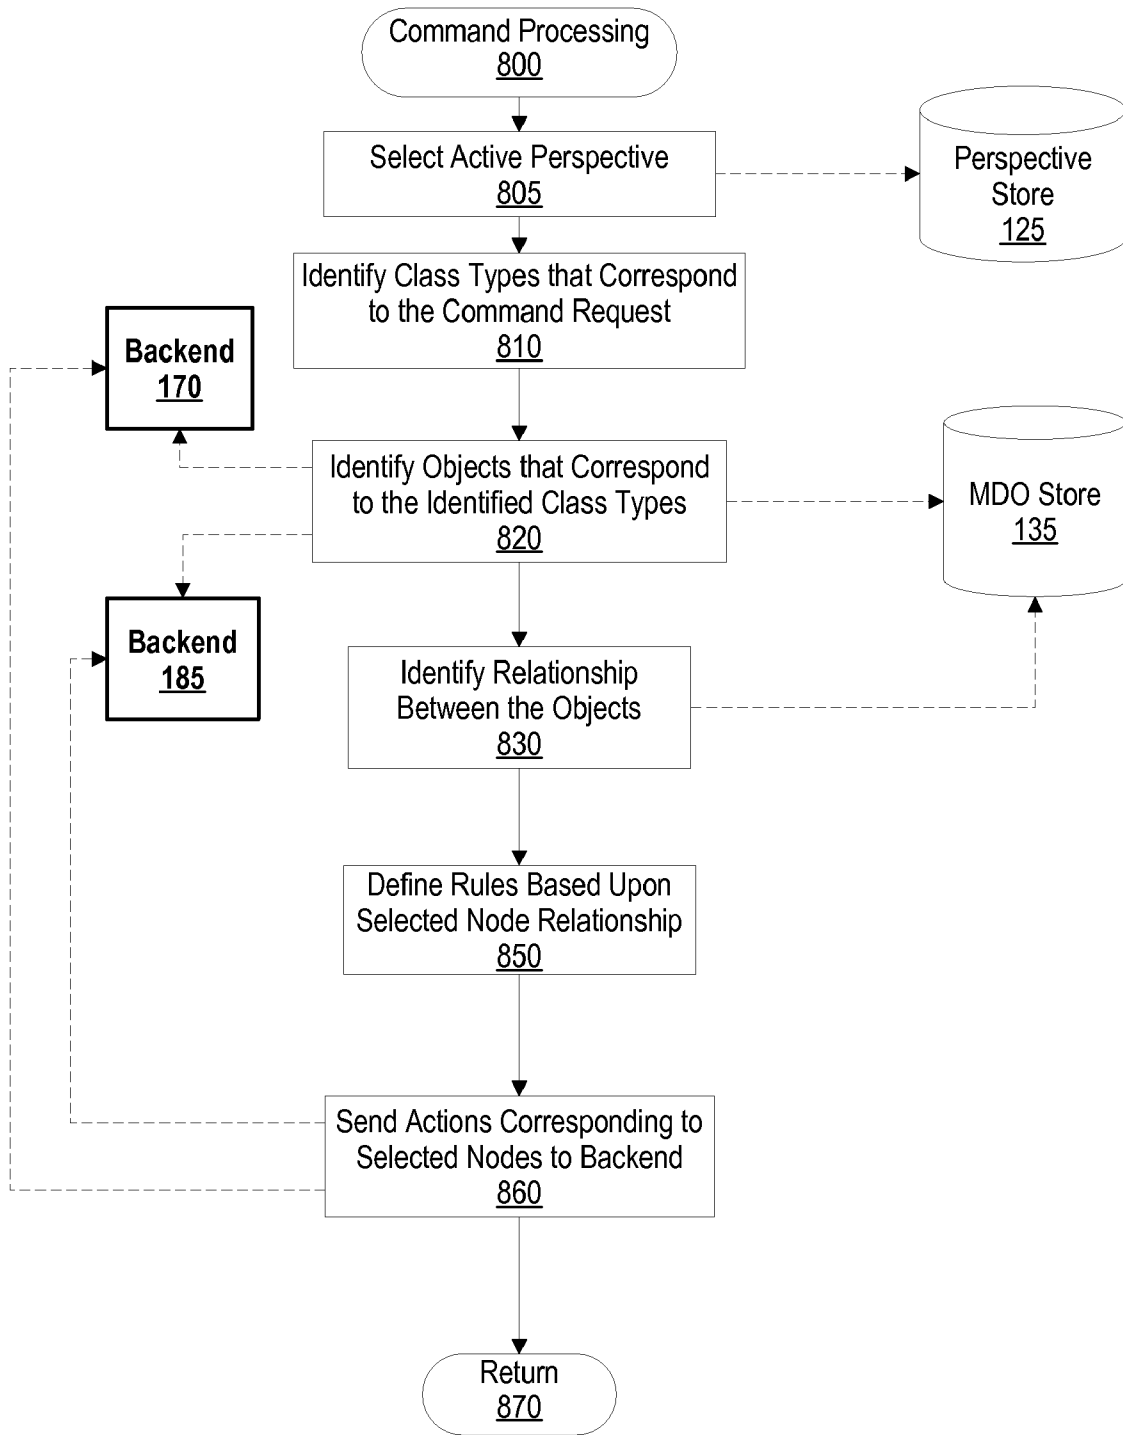 Command Processing
800
Select Active Perspective
805
Perspective
Store
125
Identify Class Types that Correspond
to the Command Request
810
Backend
170
Identify Objects that Correspond
to the Identified Class Types
820
MDO Store
135
Backend
185
Identify Relationship
Between the Objects
830
Define Rules Based Upon
Selected Node Relationship
850
Send Actions Corresponding to
Selected Nodes to Backend
860
Return
870